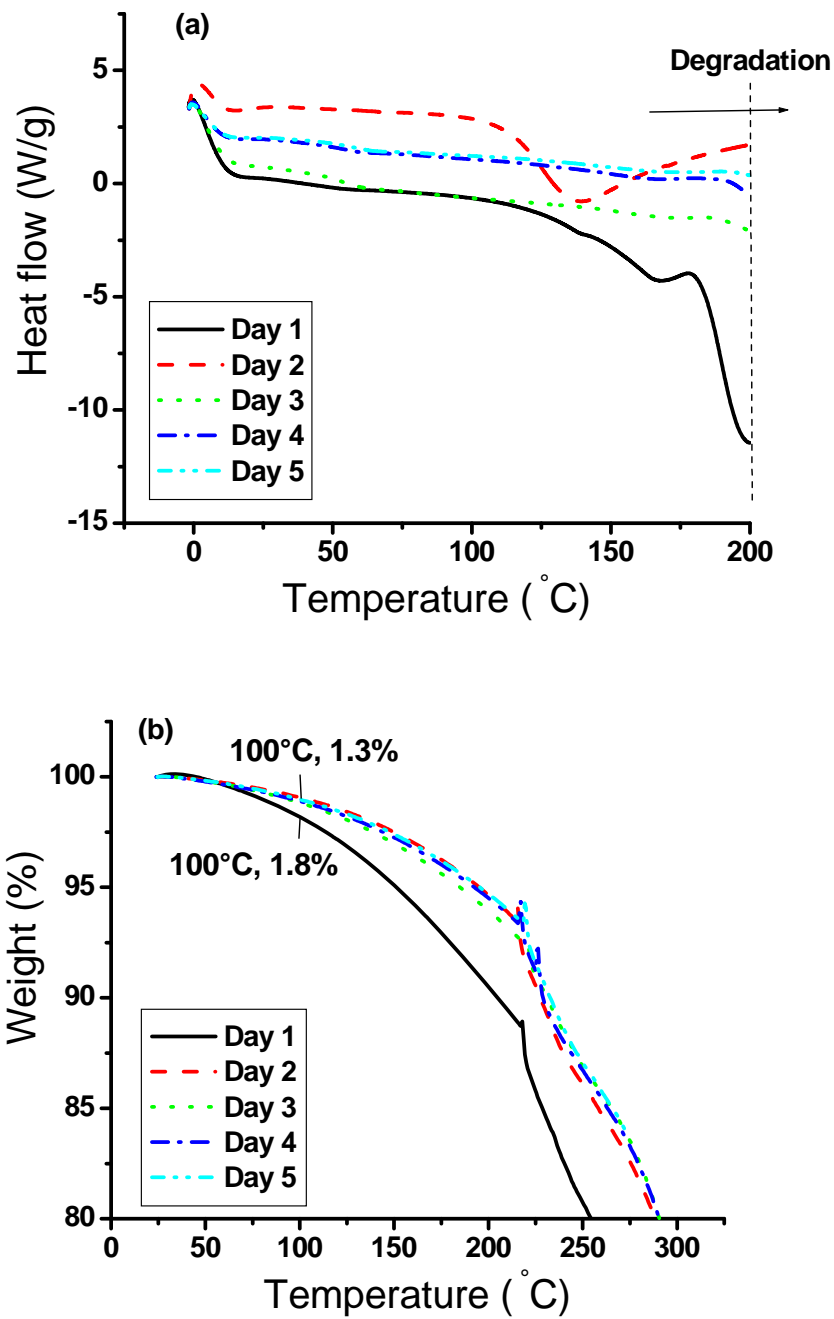 (a)
Degradation
Heat flow (W/g)
5
0
-5
-10
-15
Day 1
Day 2
Day 3
Day 4
Day 5
0 50 100 150 200
Temperature ( °C)
(b)
100°C, 1.3%
100°C, 1.8%
Weight (%)
100
95
90
85
80
Day 1
Day 2
Day 3
Day 4
Day 5
0 50 100 150 200 250 300
Temperature ( °C)